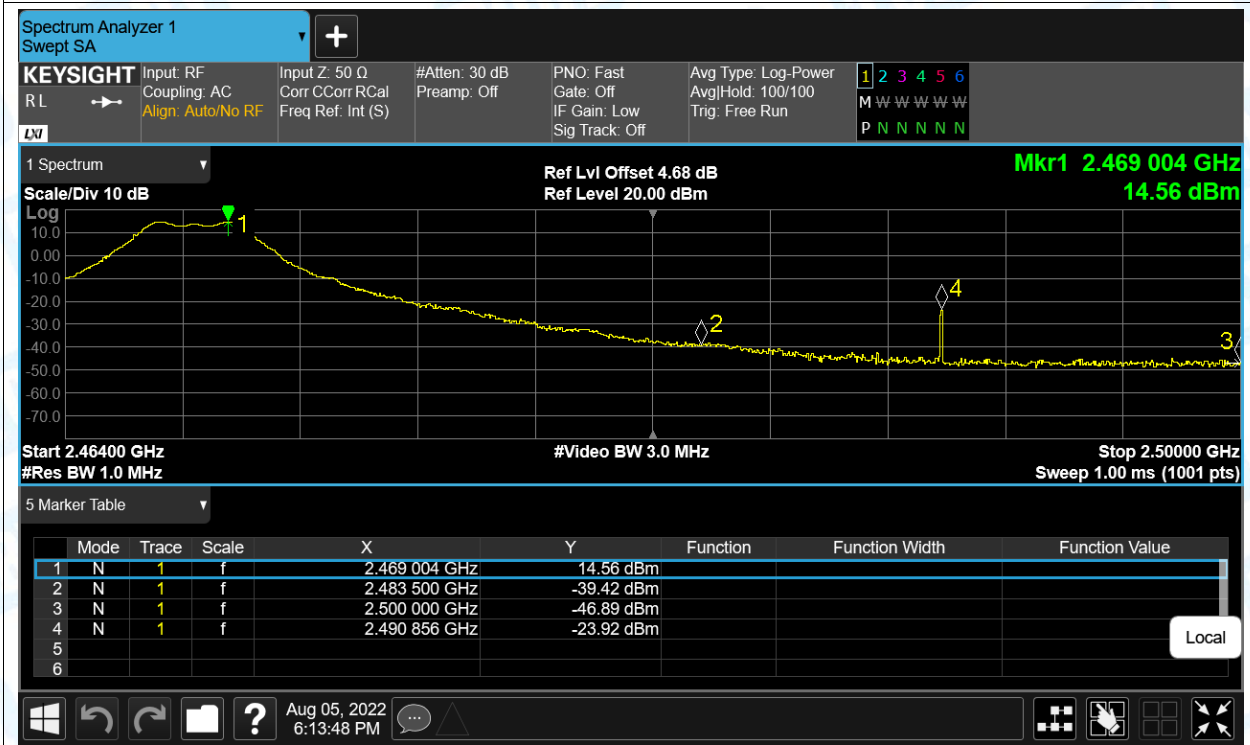 Spectrum Analyzer 1
Swept SA
+
KEYSIGHT
R L
LXI
Input: RF
Coupling: AC
Align: Auto/No RF
Input Z: 50 Ω
Corr CCorr RCal
Freq Ref: Int (S)
#Atten: 30 dB
Preamp: Off
PNO: Fast
Gate: Off
IF Gain: Low
Sig Track: Off
Avg Type: Log-Power
Avg|Hold: 100/100
Trig: Free Run
1 2 3 4 5 6
M W W W W W
P N N N N N
1 Spectrum
Scale/Div 10 dB
Ref Lvl Offset 4.68 dB
Ref Level 20.00 dBm
Mkr1 2.469 004 GHz
14.56 dBm
Log
10.0
0.00
-10.0
-20.0
-30.0
-40.0
-50.0
-60.0
-70.0
1
2
4
3
Start 2.46400 GHz
#Video BW 3.0 MHz
Stop 2.50000 GHz
#Res BW 1.0 MHz
Sweep 1.00 ms (1001 pts)
5 Marker Table
Mode Trace Scale X Y Function Function Width Function Value
1 N 1 f 2.469 004 GHz 14.56 dBm
2 N 1 f 2.483 500 GHz -39.42 dBm
3 N 1 f 2.500 000 GHz -46.89 dBm
4 N 1 f 2.490 856 GHz -23.92 dBm
5
6
Local
?
Aug 05, 2022
6:13:48 PM